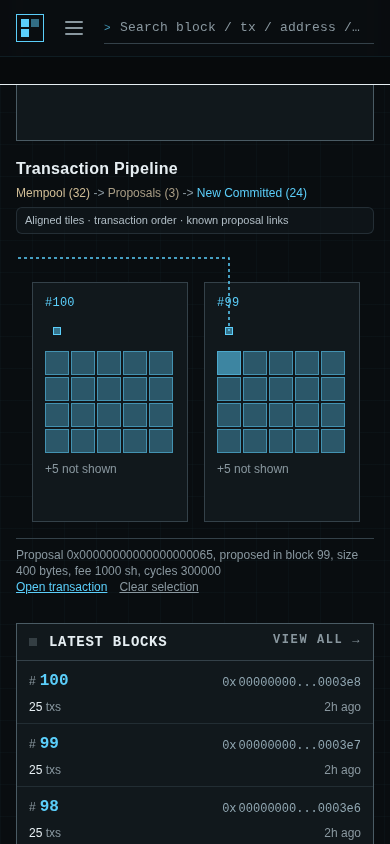 > Search block / tx / address /…
Transaction Pipeline
Mempool (32) -> Proposals (3) -> New Committed (24)
Aligned tiles · transaction order · known proposal links
#100
#99
+5 not shown
+5 not shown
Proposal 0x00000000000000000065, proposed in block 99, size
400 bytes, fee 1000 sh, cycles 300000
Open transaction Clear selection
LATEST BLOCKS VIEW ALL →
# 100 0x00000000...0003e8
25 txs 2h ago
# 99 0x00000000...0003e7
25 txs 2h ago
# 98 0x00000000...0003e6
25 txs 2h ago